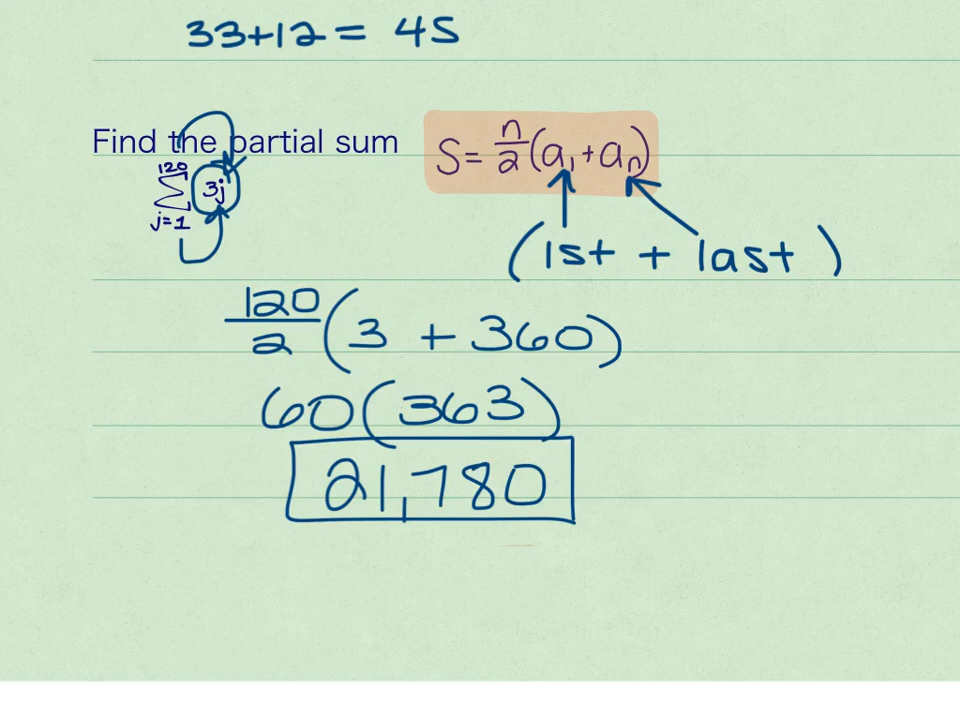 33+12 = 45
Find the partial sum
S= n/2 (a₁+aₙ)
120
∑ 3j
j=1
(1st + last )
120/2 (3 + 360)
60(363)
21,780